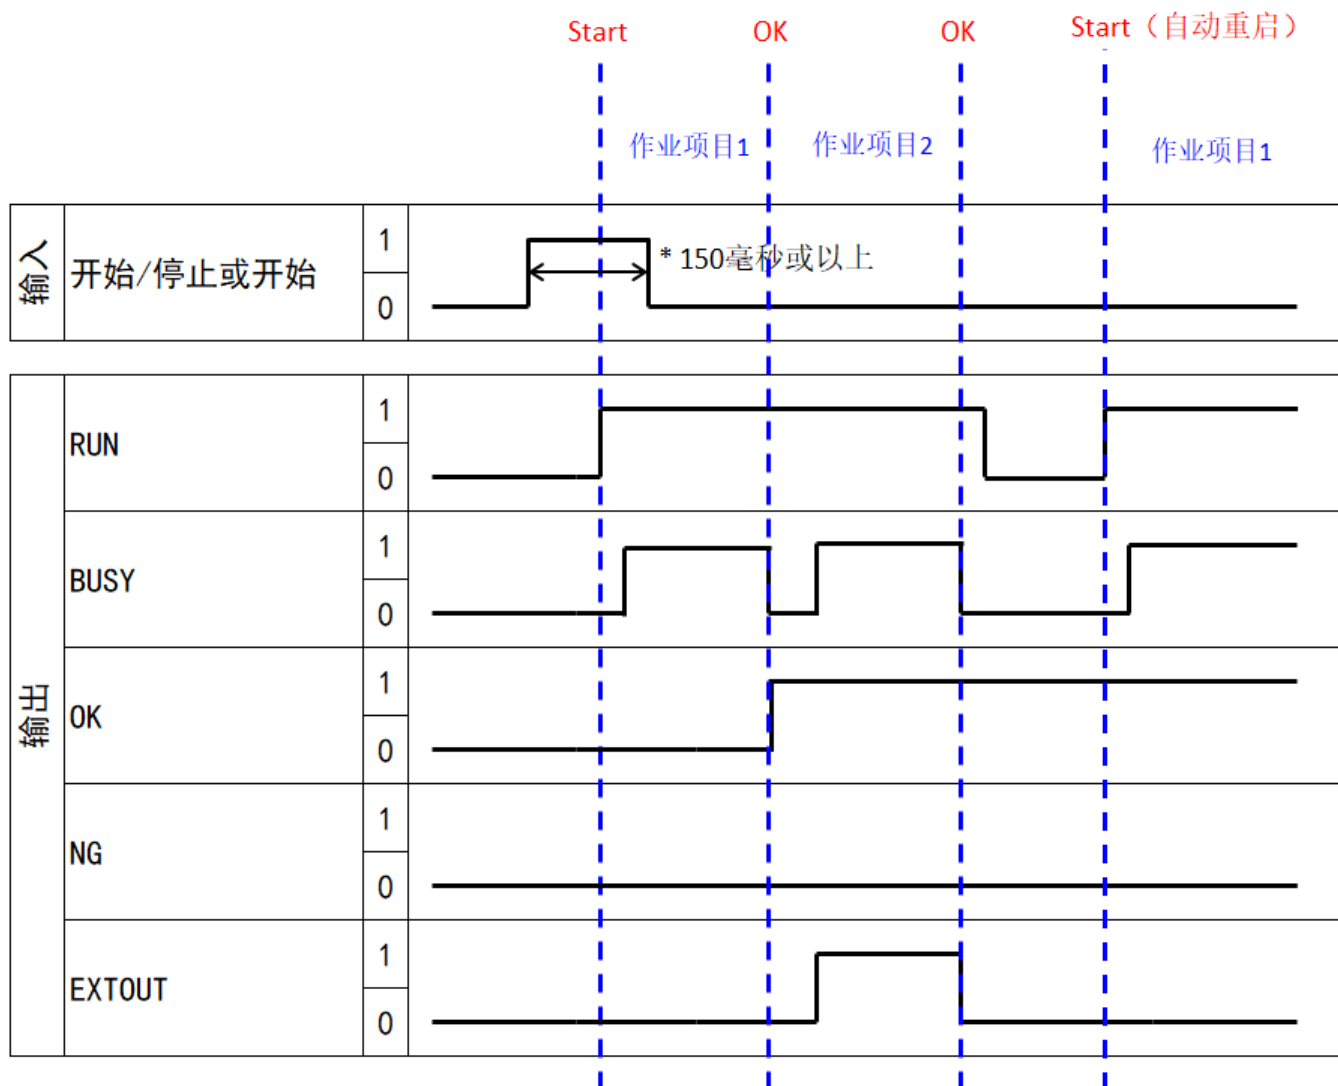 Start
OK
OK
Start（自动重启）
作业项目1
作业项目2
作业项目1
输入
开始/停止或开始
1
0
* 150毫秒或以上
输出
RUN
1
0
BUSY
1
0
OK
1
0
NG
1
0
EXTOUT
1
0